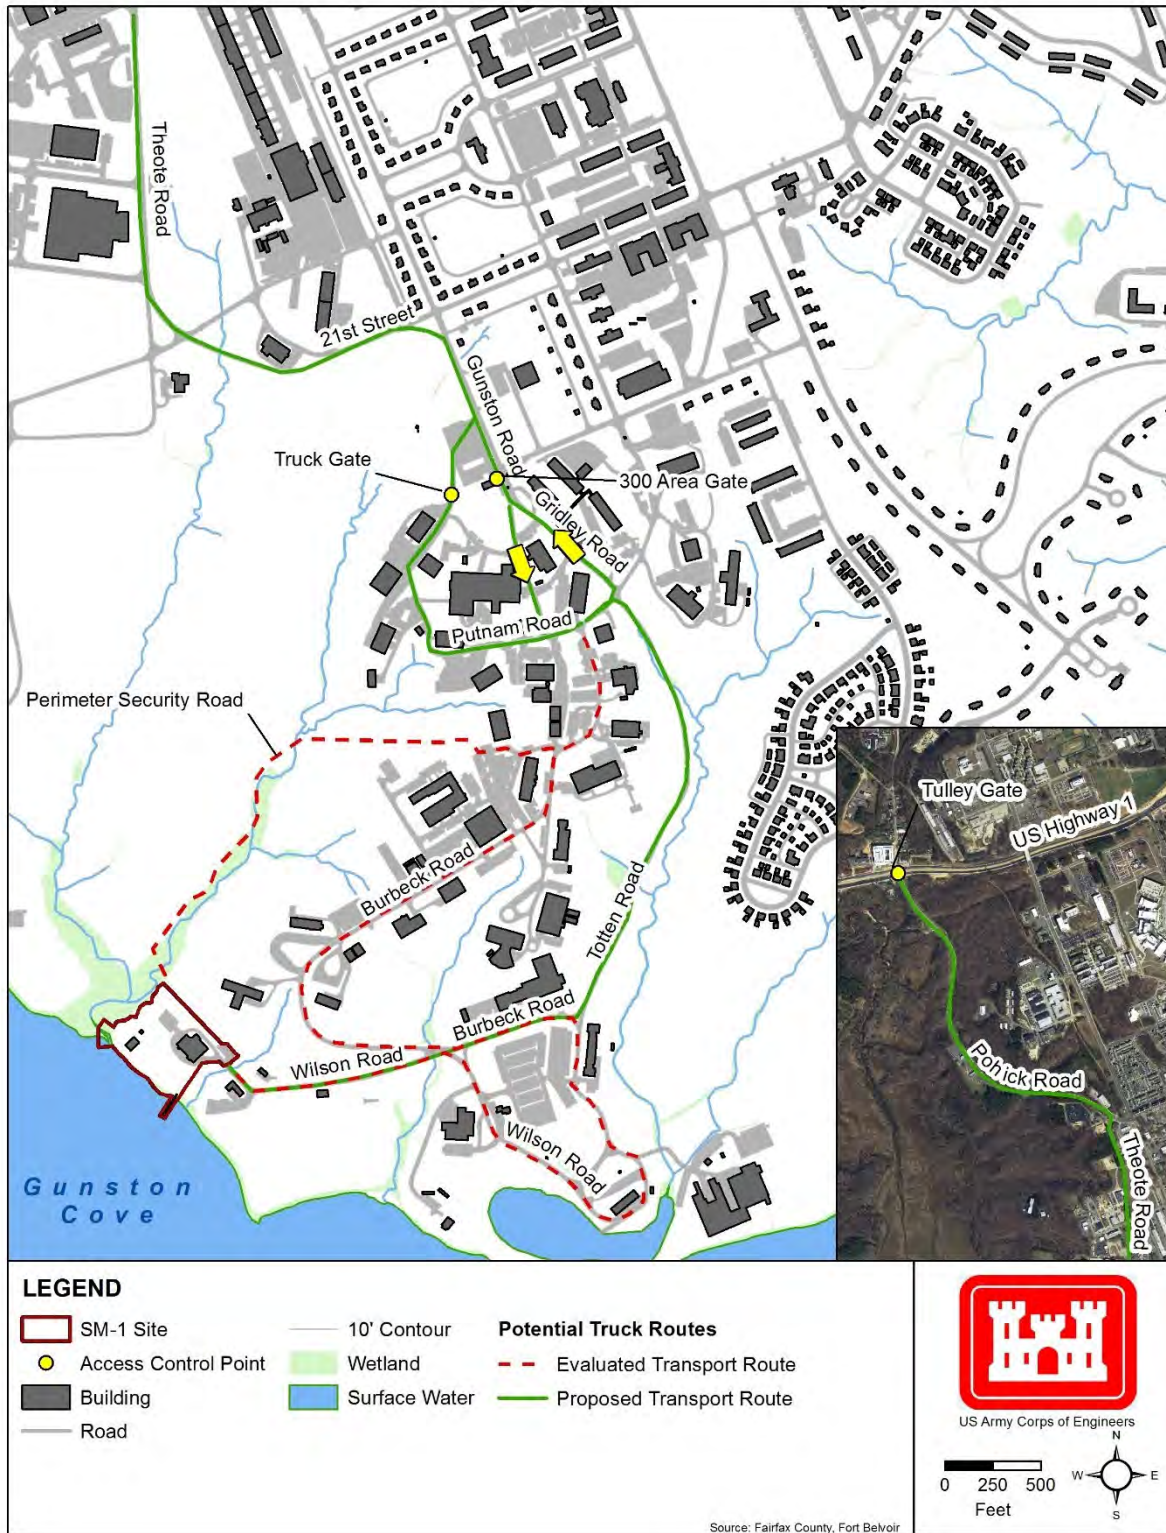 Theote Road
21st Street
Gunston Road
Truck Gate
300 Area Gate
Gridley Road
Putnam Road
Perimeter Security Road
Tulley Gate
US Highway 1
Burbeck Road
Totten Road
Pohick Road
Burbeck Road
Wilson Road
Wilson Road
Theote Road
Gunston
Cove
LEGEND
SM-1 Site
Access Control Point
Building
Road
10' Contour
Wetland
Surface Water
Potential Truck Routes
Evaluated Transport Route
Proposed Transport Route
US Army Corps of Engineers
N
W E
S
0 250 500
Feet
Source: Fairfax County, Fort Belvoir